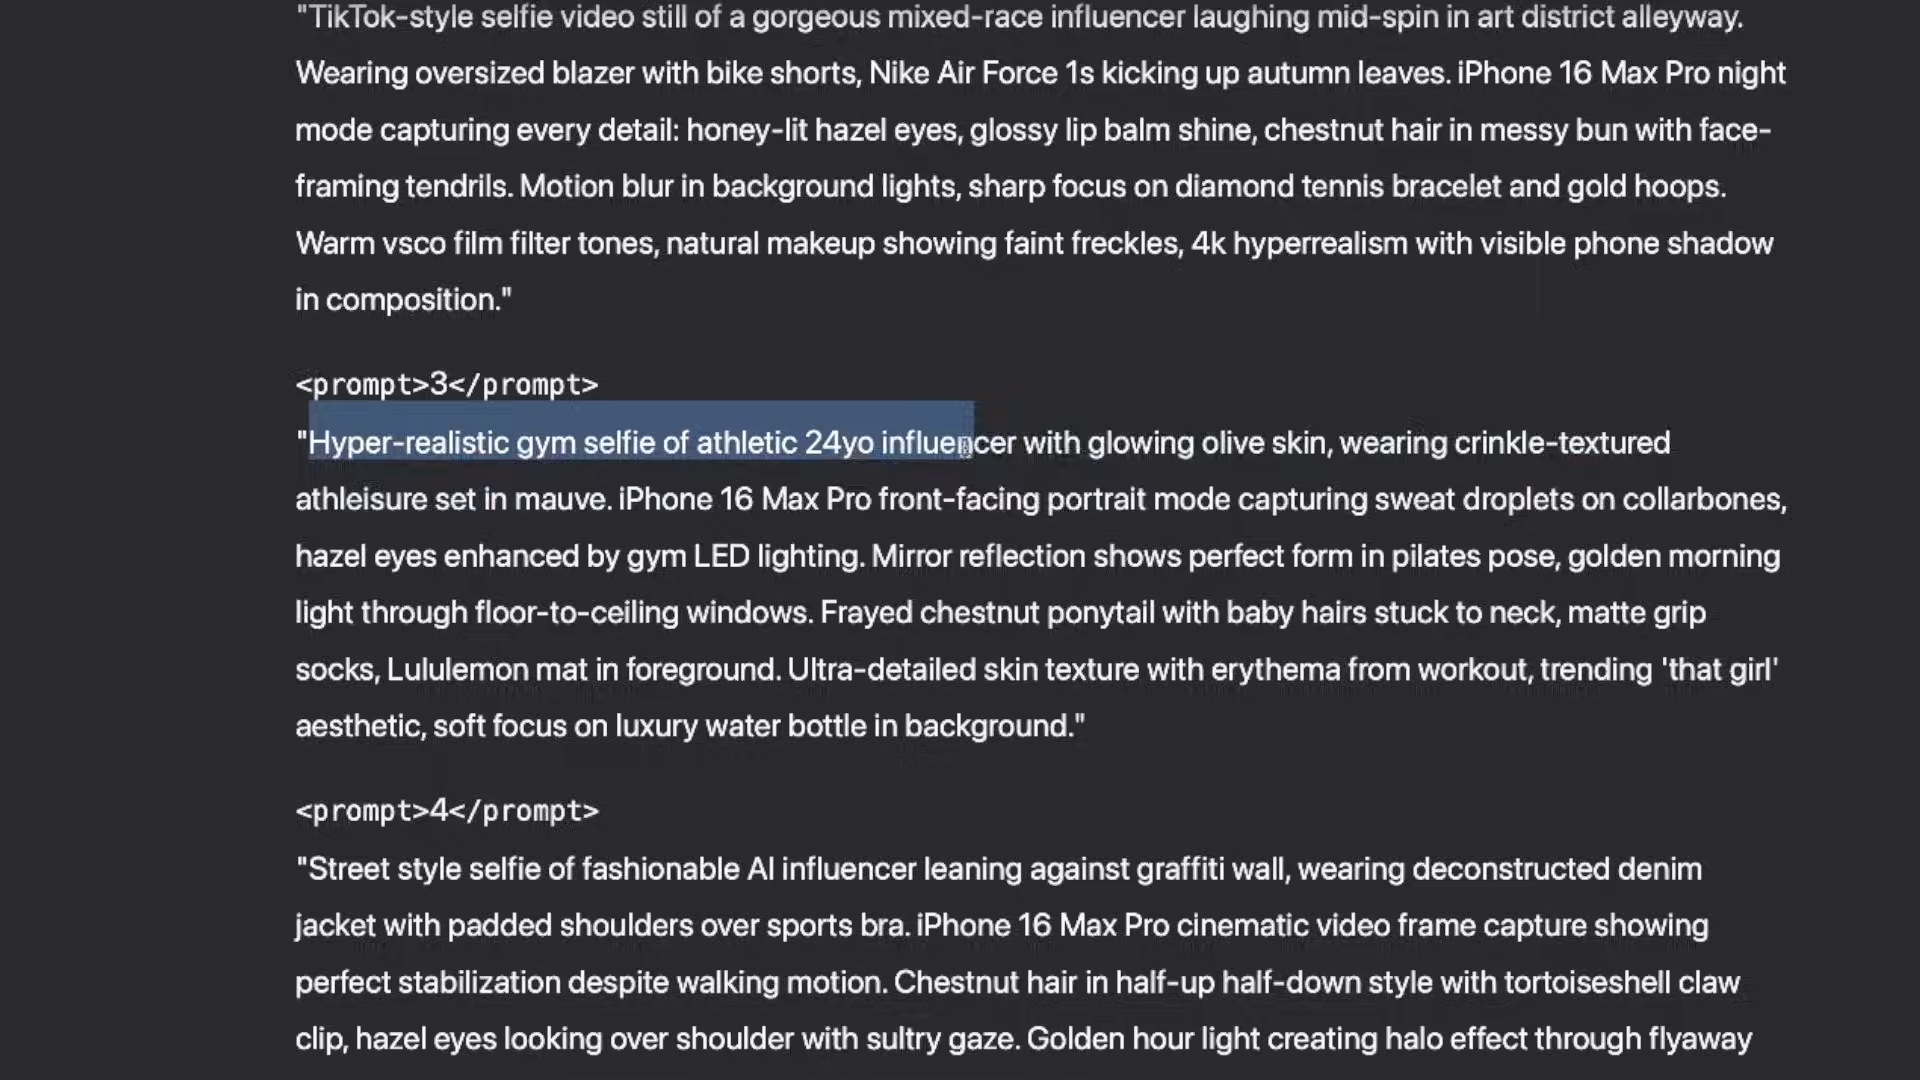 "TikTok-style selfie video still of a gorgeous mixed-race influencer laughing mid-spin in art district alleyway.
Wearing oversized blazer with bike shorts, Nike Air Force 1s kicking up autumn leaves. iPhone 16 Max Pro night
mode capturing every detail: honey-lit hazel eyes, glossy lip balm shine, chestnut hair in messy bun with face-
framing tendrils. Motion blur in background lights, sharp focus on diamond tennis bracelet and gold hoops.
Warm vsco film filter tones, natural makeup showing faint freckles, 4k hyperrealism with visible phone shadow
in composition."
<prompt>3</prompt>
"Hyper-realistic gym selfie of athletic 24yo influencer with glowing olive skin, wearing crinkle-textured
athleisure set in mauve. iPhone 16 Max Pro front-facing portrait mode capturing sweat droplets on collarbones,
hazel eyes enhanced by gym LED lighting. Mirror reflection shows perfect form in pilates pose, golden morning
light through floor-to-ceiling windows. Frayed chestnut ponytail with baby hairs stuck to neck, matte grip
socks, Lululemon mat in foreground. Ultra-detailed skin texture with erythema from workout, trending 'that girl'
aesthetic, soft focus on luxury water bottle in background."
<prompt>4</prompt>
"Street style selfie of fashionable AI influencer leaning against graffiti wall, wearing deconstructed denim
jacket with padded shoulders over sports bra. iPhone 16 Max Pro cinematic video frame capture showing
perfect stabilization despite walking motion. Chestnut hair in half-up half-down style with tortoiseshell claw
clip, hazel eyes looking over shoulder with sultry gaze. Golden hour light creating halo effect through flyaway